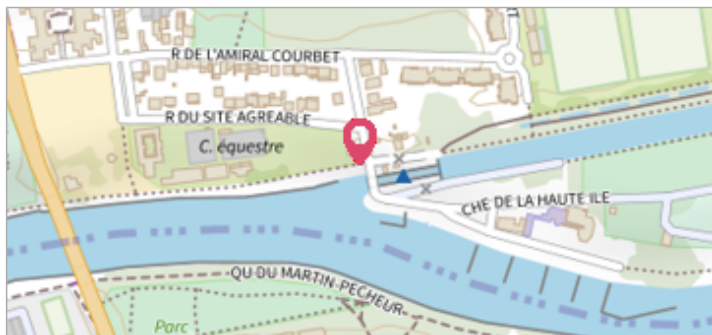 R DE L'AMIRAL COURBET
R DU SITE AGREABLE
C. équestre
CHE DE LA HAUTE ILE
QU DU MARTIN-PECHEUR
Parc